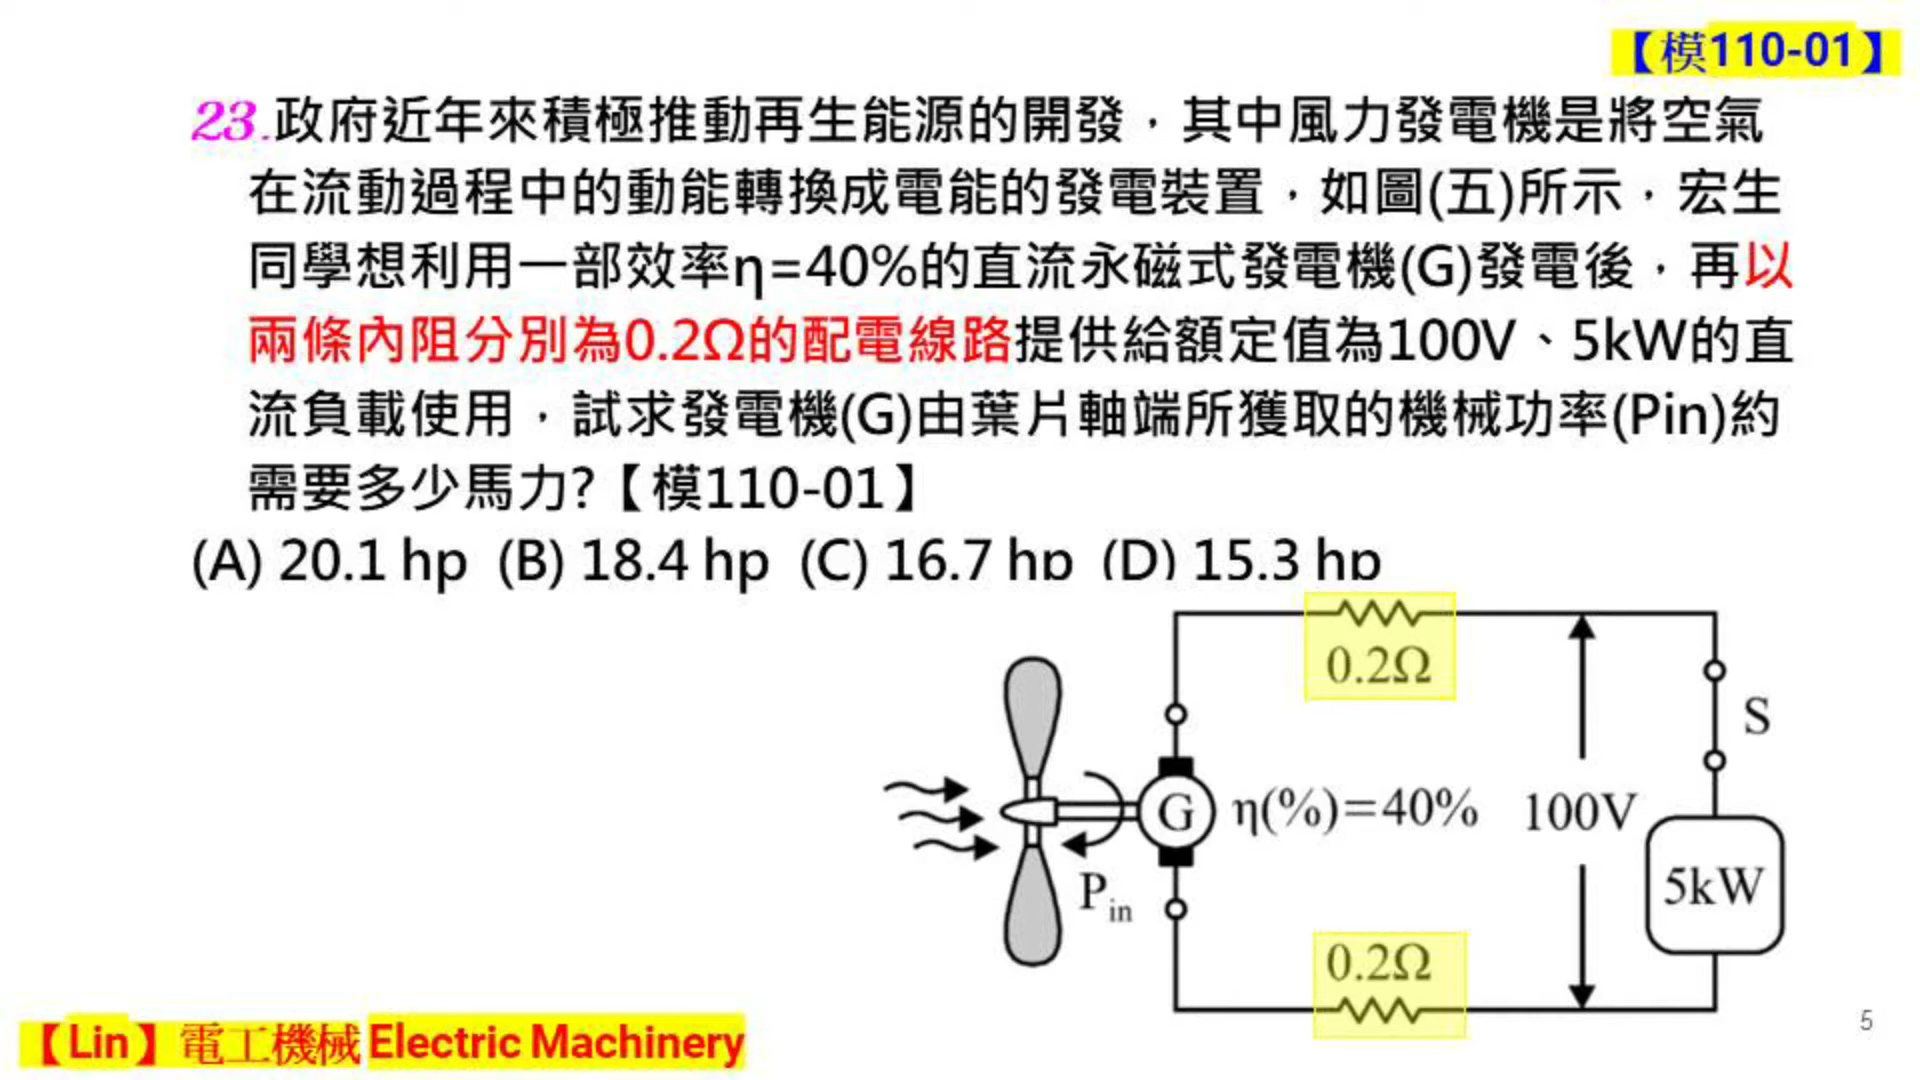 【模110-01】
23.政府近年來積極推動再生能源的開發，其中風力發電機是將空氣
在流動過程中的動能轉換成電能的發電裝置，如圖(五)所示，宏生
同學想利用一部效率η=40%的直流永磁式發電機(G)發電後，再以
兩條內阻分別為0.2Ω的配電線路提供給額定值為100V、5kW的直
流負載使用，試求發電機(G)由葉片軸端所獲取的機械功率(Pin)約
需要多少馬力?【模110-01】
(A) 20.1 hp (B) 18.4 hp (C) 16.7 hp (D) 15.3 hp
0.2Ω
S
G η(%)=40% 100V
5kW
Pin
0.2Ω
【Lin】電工機械 Electric Machinery
5